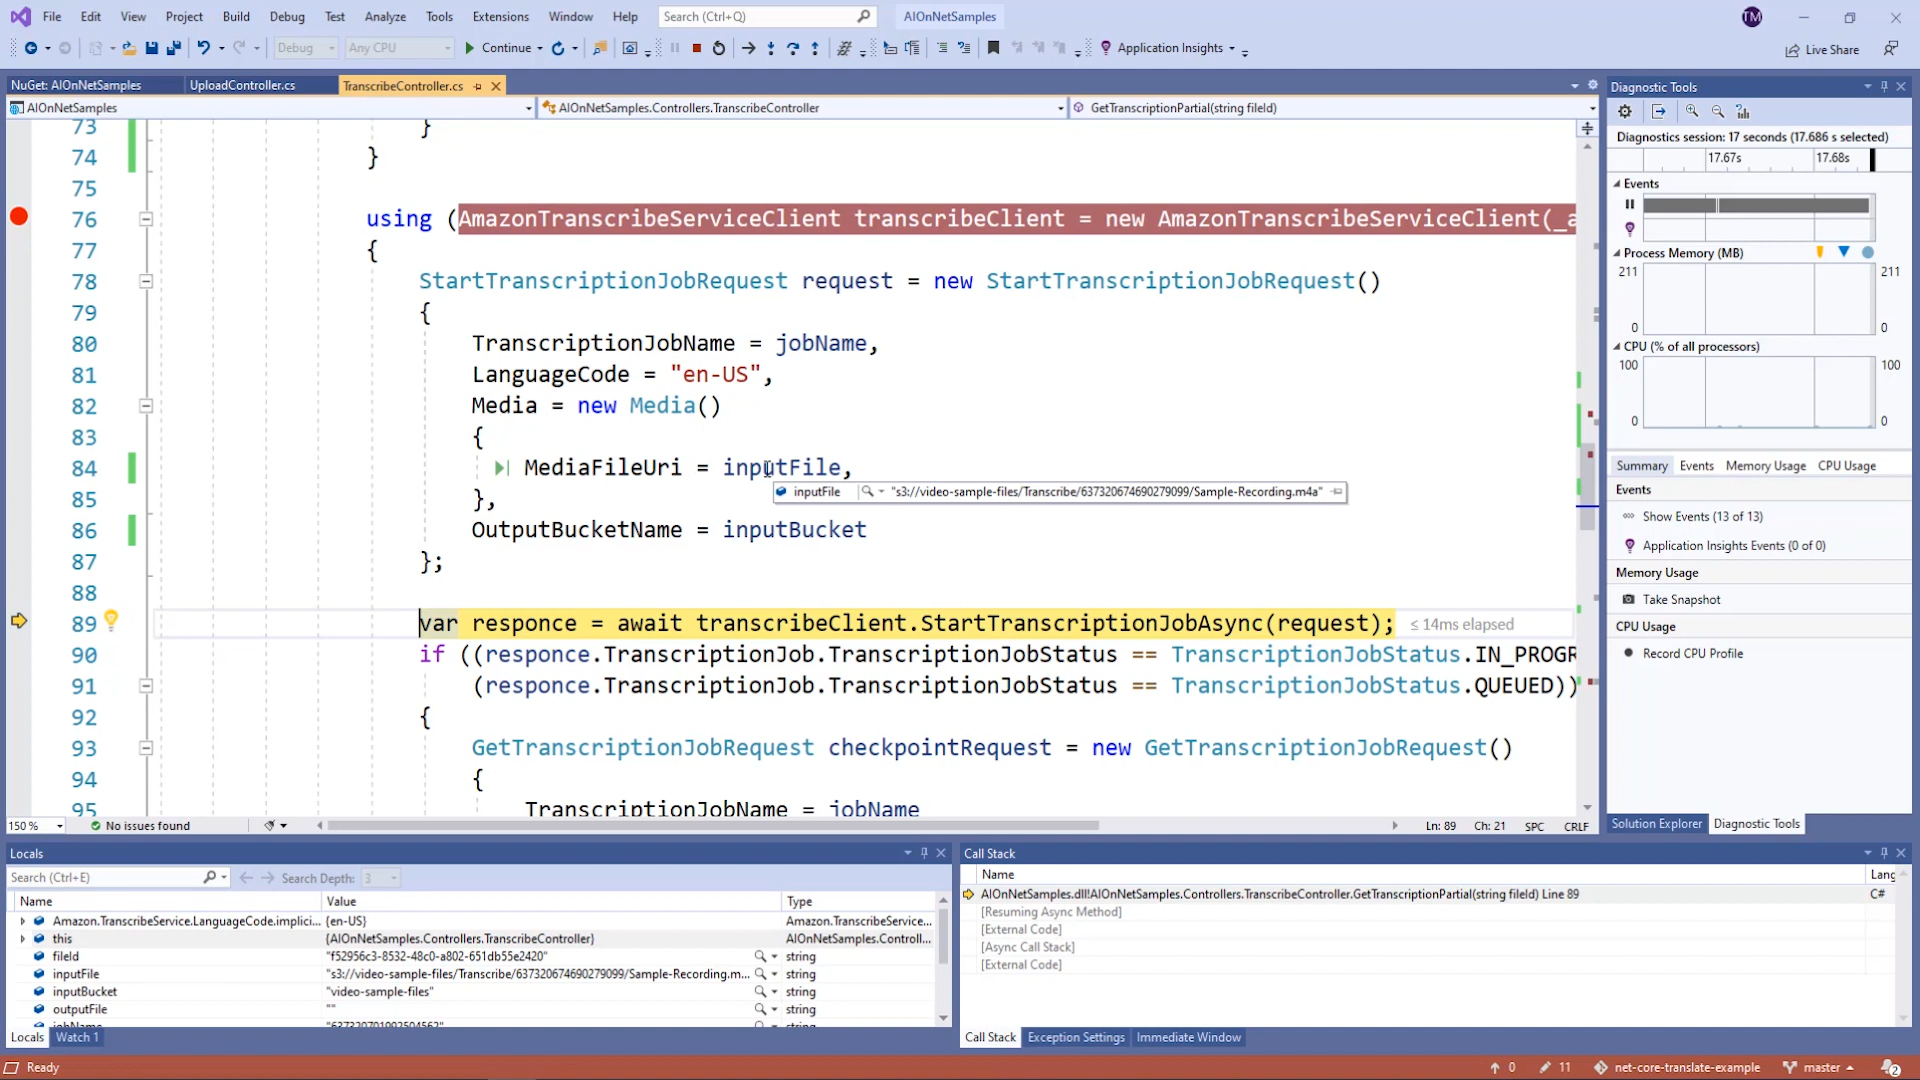 File Edit View Project Build Debug Test Analyze Tools Extensions Window Help Search (Ctrl+Q) AIOnNetSamples TM
Debug Any CPU Continue Application Insights Live Share
NuGet: AIOnNetSamples UploadController.cs TranscribeController.cs
AIOnNetSamples AIOnNetSamples.Controllers.TranscribeController GetTranscriptionPartial(string fileId)
73 }
74 }
75
76 using (AmazonTranscribeServiceClient transcribeClient = new AmazonTranscribeServiceClient(_a
77 {
78 StartTranscriptionJobRequest request = new StartTranscriptionJobRequest()
79 {
80 TranscriptionJobName = jobName,
81 LanguageCode = "en-US",
82 Media = new Media()
83 {
84 MediaFileUri = inputFile,
inputFile "s3://video-sample-files/Transcribe/637320674690279099/Sample-Recording.m4a"
85 },
86 OutputBucketName = inputBucket
87 };
88
89 var responce = await transcribeClient.StartTranscriptionJobAsync(request); ≤ 14ms elapsed
90 if ((responce.TranscriptionJob.TranscriptionJobStatus == TranscriptionJobStatus.IN_PROGR
91 (responce.TranscriptionJob.TranscriptionJobStatus == TranscriptionJobStatus.QUEUED))
92 {
93 GetTranscriptionJobRequest checkpointRequest = new GetTranscriptionJobRequest()
94 {
95 TranscriptionJobName = jobName
150 % No issues found Ln: 89 Ch: 21 SPC CRLF
Diagnostic Tools
Diagnostics session: 17 seconds (17.686 s selected)
17.67s 17.68s
Events
Process Memory (MB)
211 211
0 0
CPU (% of all processors)
100 100
0 0
Summary Events Memory Usage CPU Usage
Events
Show Events (13 of 13)
Application Insights Events (0 of 0)
Memory Usage
Take Snapshot
CPU Usage
Record CPU Profile
Solution Explorer Diagnostic Tools
Locals
Search (Ctrl+E) Search Depth: 3
Name Value Type
Amazon.TranscribeService.LanguageCode.implici... {en-US} Amazon.TranscribeService...
this {AIOnNetSamples.Controllers.TranscribeController} AIOnNetSamples.Controll...
fileId "f52956c3-8532-48c0-a802-651db55e2420" string
inputFile "s3://video-sample-files/Transcribe/637320674690279099/Sample-Recording.m... string
inputBucket "video-sample-files" string
outputFile "" string
jobName "637320701992504562" string
Locals Watch 1
Call Stack
Name Lang
AIOnNetSamples.dll!AIOnNetSamples.Controllers.TranscribeController.GetTranscriptionPartial(string fileId) Line 89 C#
[Resuming Async Method]
[External Code]
[Async Call Stack]
[External Code]
Call Stack Exception Settings Immediate Window
Ready 0 11 net-core-translate-example master 2